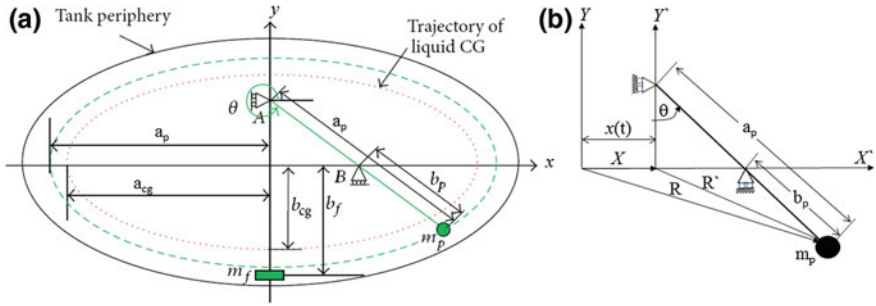 (a)
Tank periphery
y
Trajectory of
liquid CG
θ
A
a_p
a_p
x
B
b_p
a_cg
b_cg
b_f
m_p
m_f
(b)
Y
Y`
θ
a_p
x(t)
X
X`
R
R`
b_p
m_p